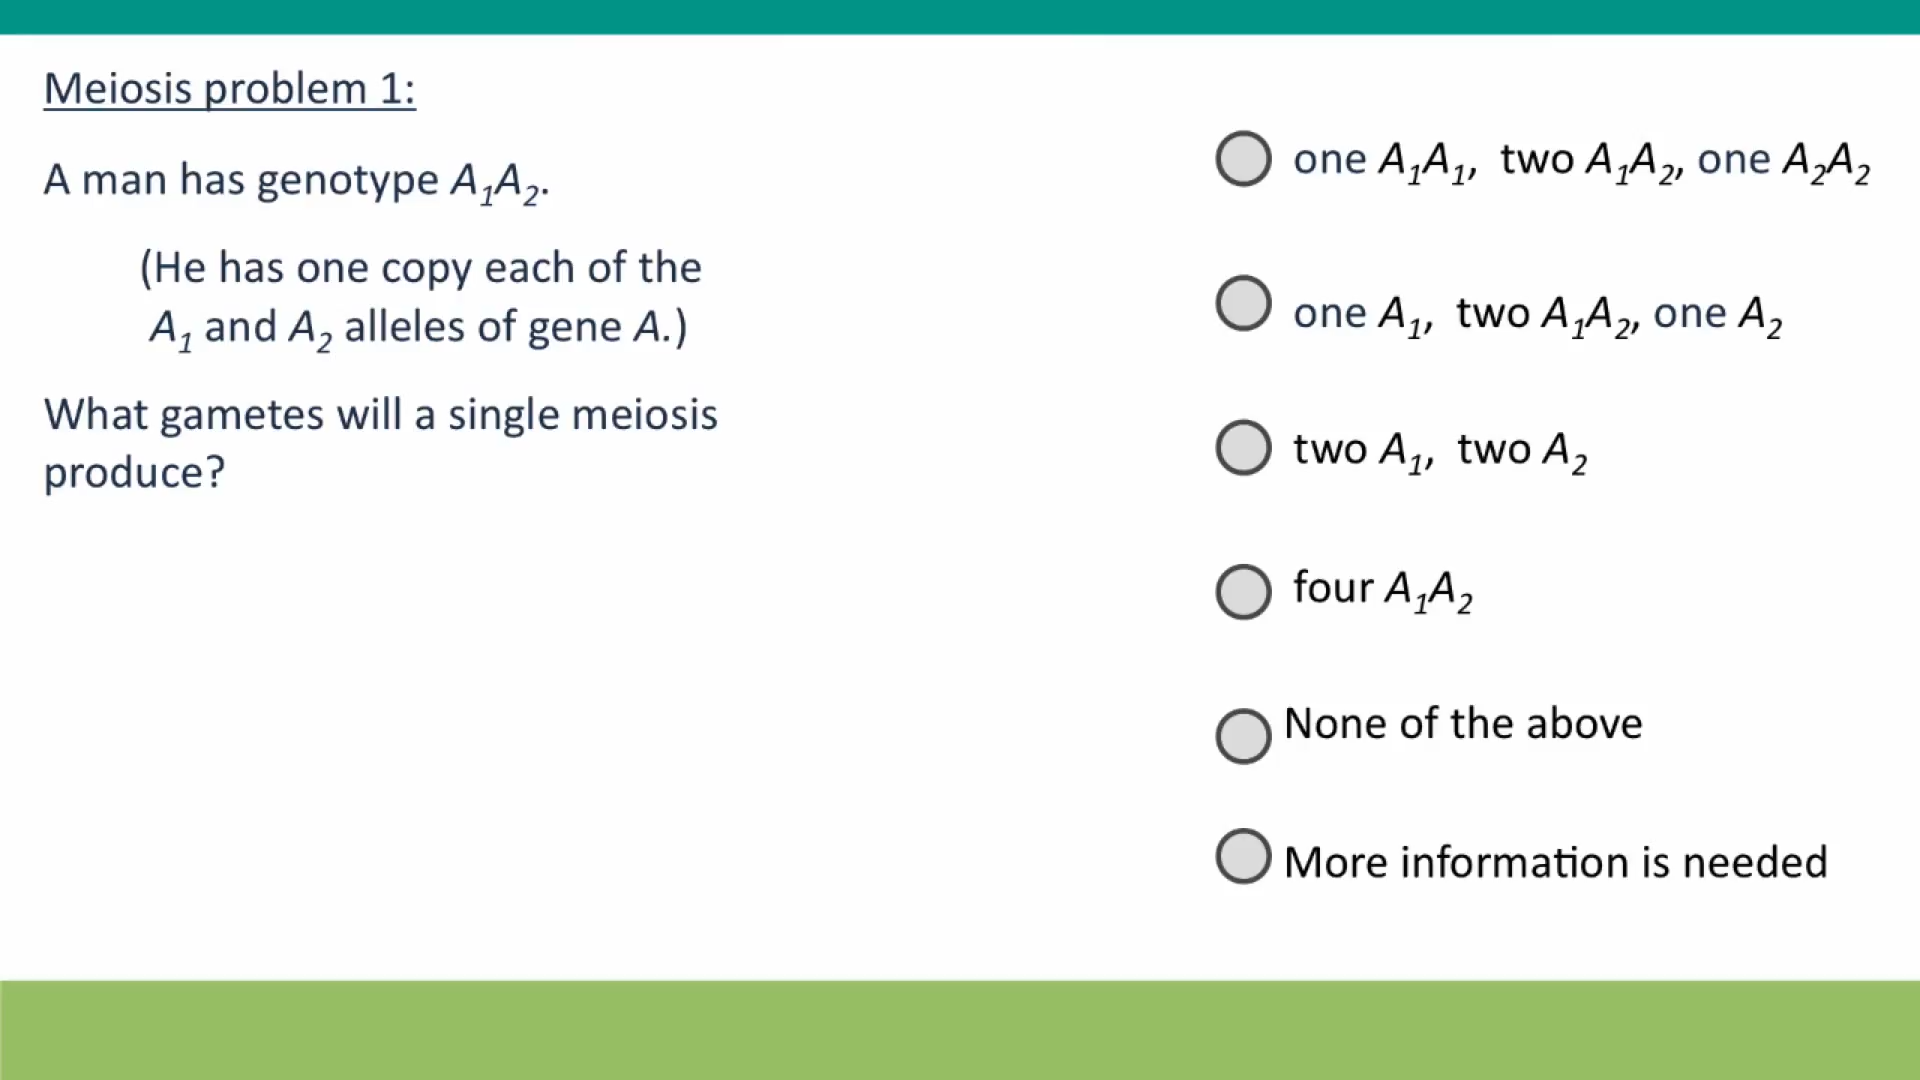 Meiosis problem 1:
A man has genotype A₁A₂.
(He has one copy each of the
A₁ and A₂ alleles of gene A.)
What gametes will a single meiosis
produce?
one A₁A₁, two A₁A₂, one A₂A₂
one A₁, two A₁A₂, one A₂
two A₁, two A₂
four A₁A₂
None of the above
More information is needed